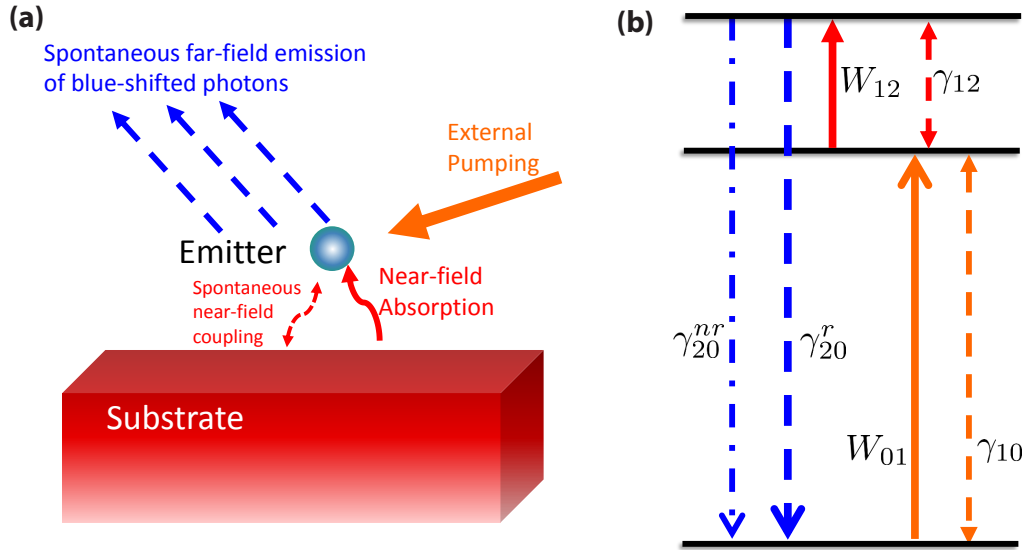 (a)
Spontaneous far-field emission
of blue-shifted photons
External
Pumping
Emitter
Spontaneous
near-field
coupling
Near-field
Absorption
Substrate
(b)
W₁₂
γ₁₂
γ₂₀ⁿʳ
γ₂₀ʳ
W₀₁
γ₁₀